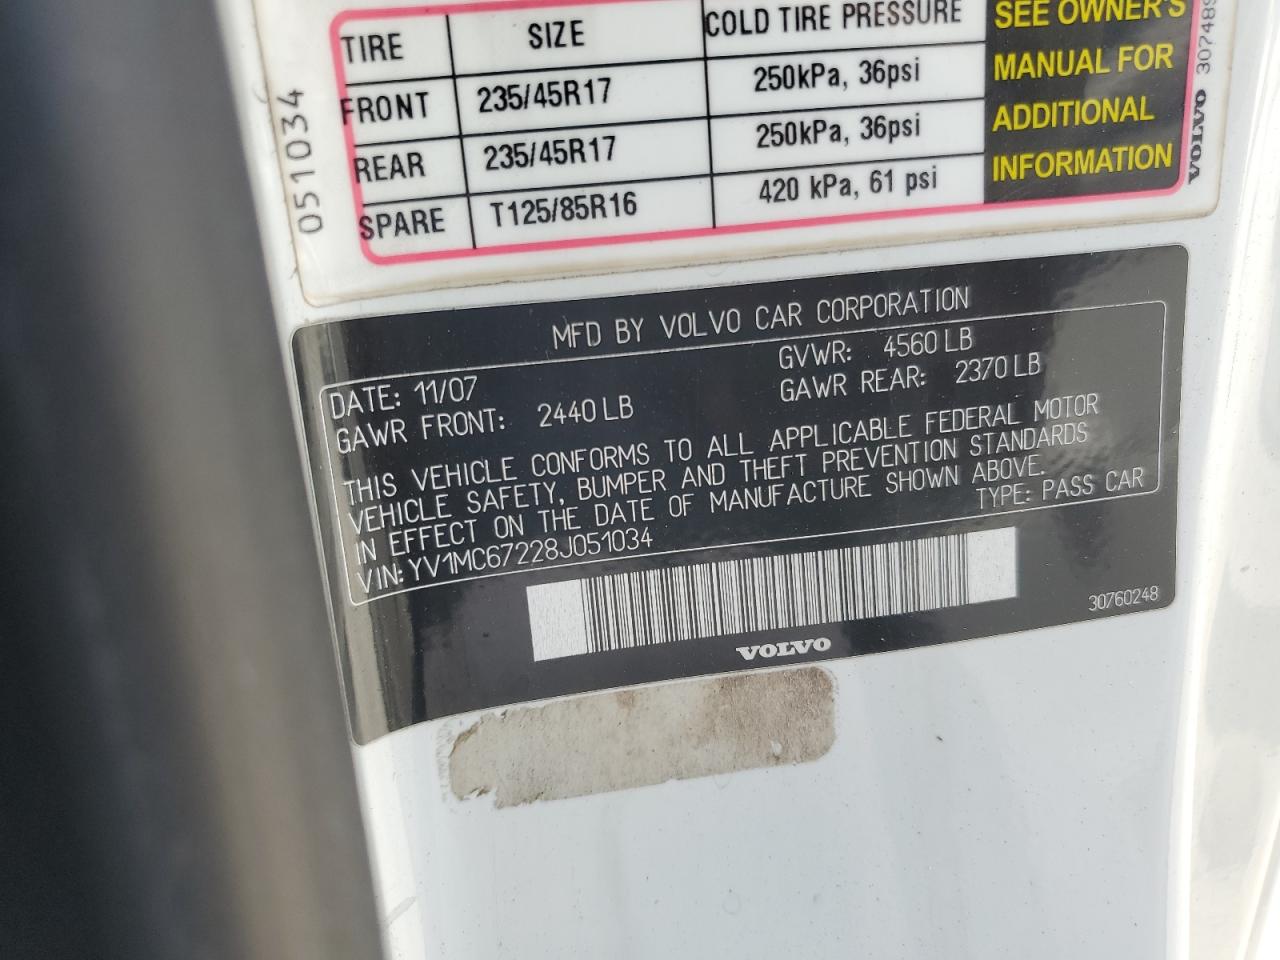 TIRE SIZE COLD TIRE PRESSURE
FRONT 235/45R17 250kPa, 36psi
REAR 235/45R17 250kPa, 36psi
SPARE T125/85R16 420 kPa, 61 psi
SEE OWNER'S
MANUAL FOR
ADDITIONAL
INFORMATION
051034
VOLVO 307489
MFD BY VOLVO CAR CORPORATION
DATE: 11/07 GVWR: 4560 LB
GAWR FRONT: 2440 LB GAWR REAR: 2370 LB
THIS VEHICLE CONFORMS TO ALL APPLICABLE FEDERAL MOTOR
VEHICLE SAFETY, BUMPER AND THEFT PREVENTION STANDARDS
IN EFFECT ON THE DATE OF MANUFACTURE SHOWN ABOVE.
VIN: YV1MC67228J051034 TYPE: PASS CAR
30760248
VOLVO